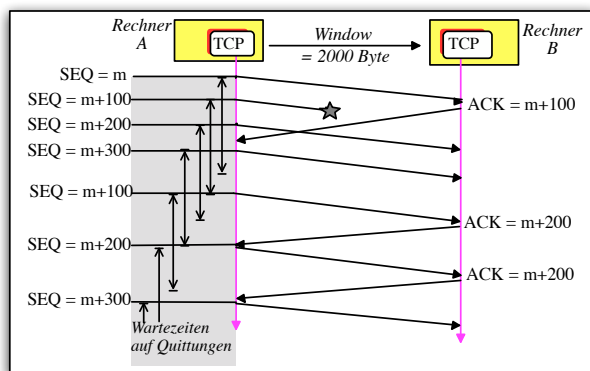 Rechner
A
TCP
Window
= 2000 Byte
TCP
Rechner
B
SEQ = m
SEQ = m+100
ACK = m+100
SEQ = m+200
SEQ = m+300
SEQ = m+100
ACK = m+200
SEQ = m+200
ACK = m+200
SEQ = m+300
Wartezeiten
auf Quittungen